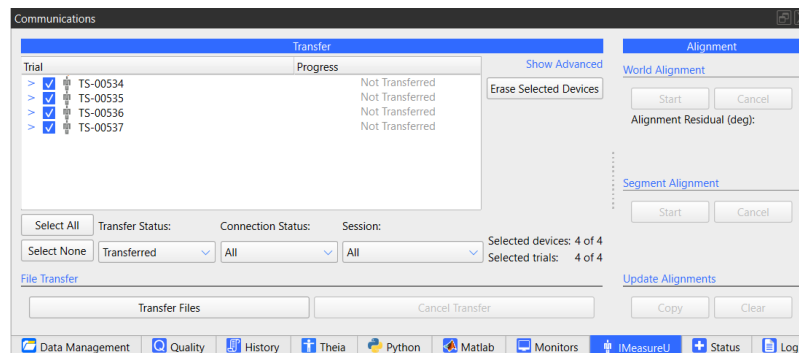 Communications
Transfer
Trial Progress
> TS-00534 Not Transferred
> TS-00535 Not Transferred
> TS-00536 Not Transferred
> TS-00537 Not Transferred
Show Advanced
Erase Selected Devices
Select All
Select None
Transfer Status:
Transferred
Connection Status:
All
Session:
All
Selected devices: 4 of 4
Selected trials: 4 of 4
File Transfer
Transfer Files Cancel Transfer
Alignment
World Alignment
Start Cancel
Alignment Residual (deg):
Segment Alignment
Start Cancel
Update Alignments
Copy Clear
Data Management Quality History Theia Python Matlab Monitors IMeasureU Status Log